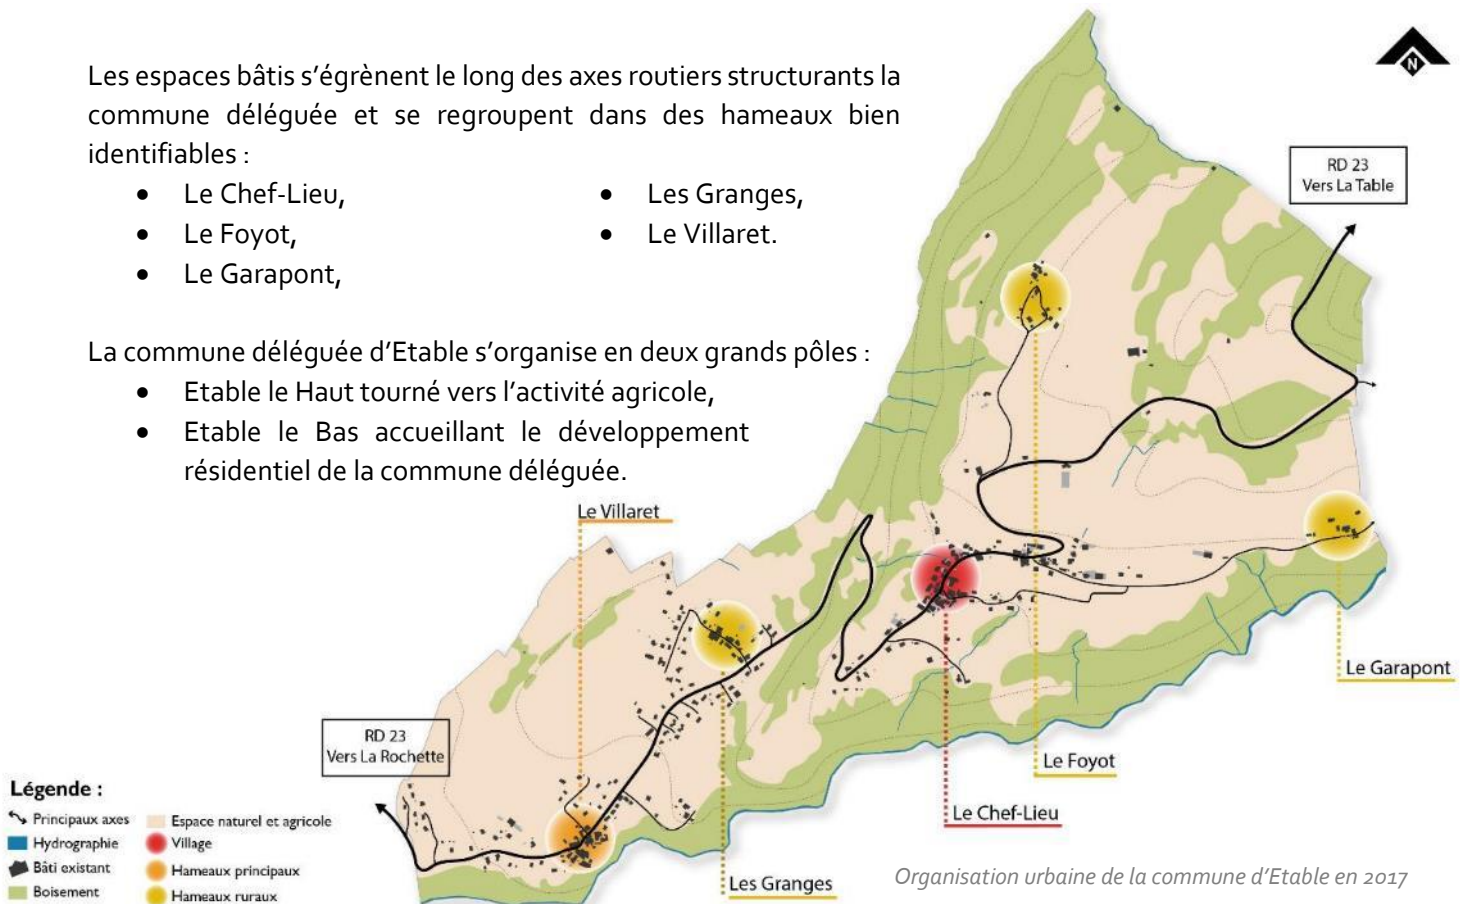 Les espaces bâtis s’égrènent le long des axes routiers structurants la
commune déléguée et se regroupent dans des hameaux bien
identifiables :
• Le Chef-Lieu,
• Le Foyot,
• Le Garapont,
• Les Granges,
• Le Villaret.
La commune déléguée d’Etable s’organise en deux grands pôles :
• Etable le Haut tourné vers l’activité agricole,
• Etable le Bas accueillant le développement
résidentiel de la commune déléguée.
N
RD 23
Vers La Table
Le Villaret
Le Garapont
RD 23
Vers La Rochette
Le Foyot
Le Chef-Lieu
Les Granges
Légende :
Principaux axes
Hydrographie
Bâti existant
Boisement
Espace naturel et agricole
Village
Hameaux principaux
Hameaux ruraux
Organisation urbaine de la commune d’Etable en 2017